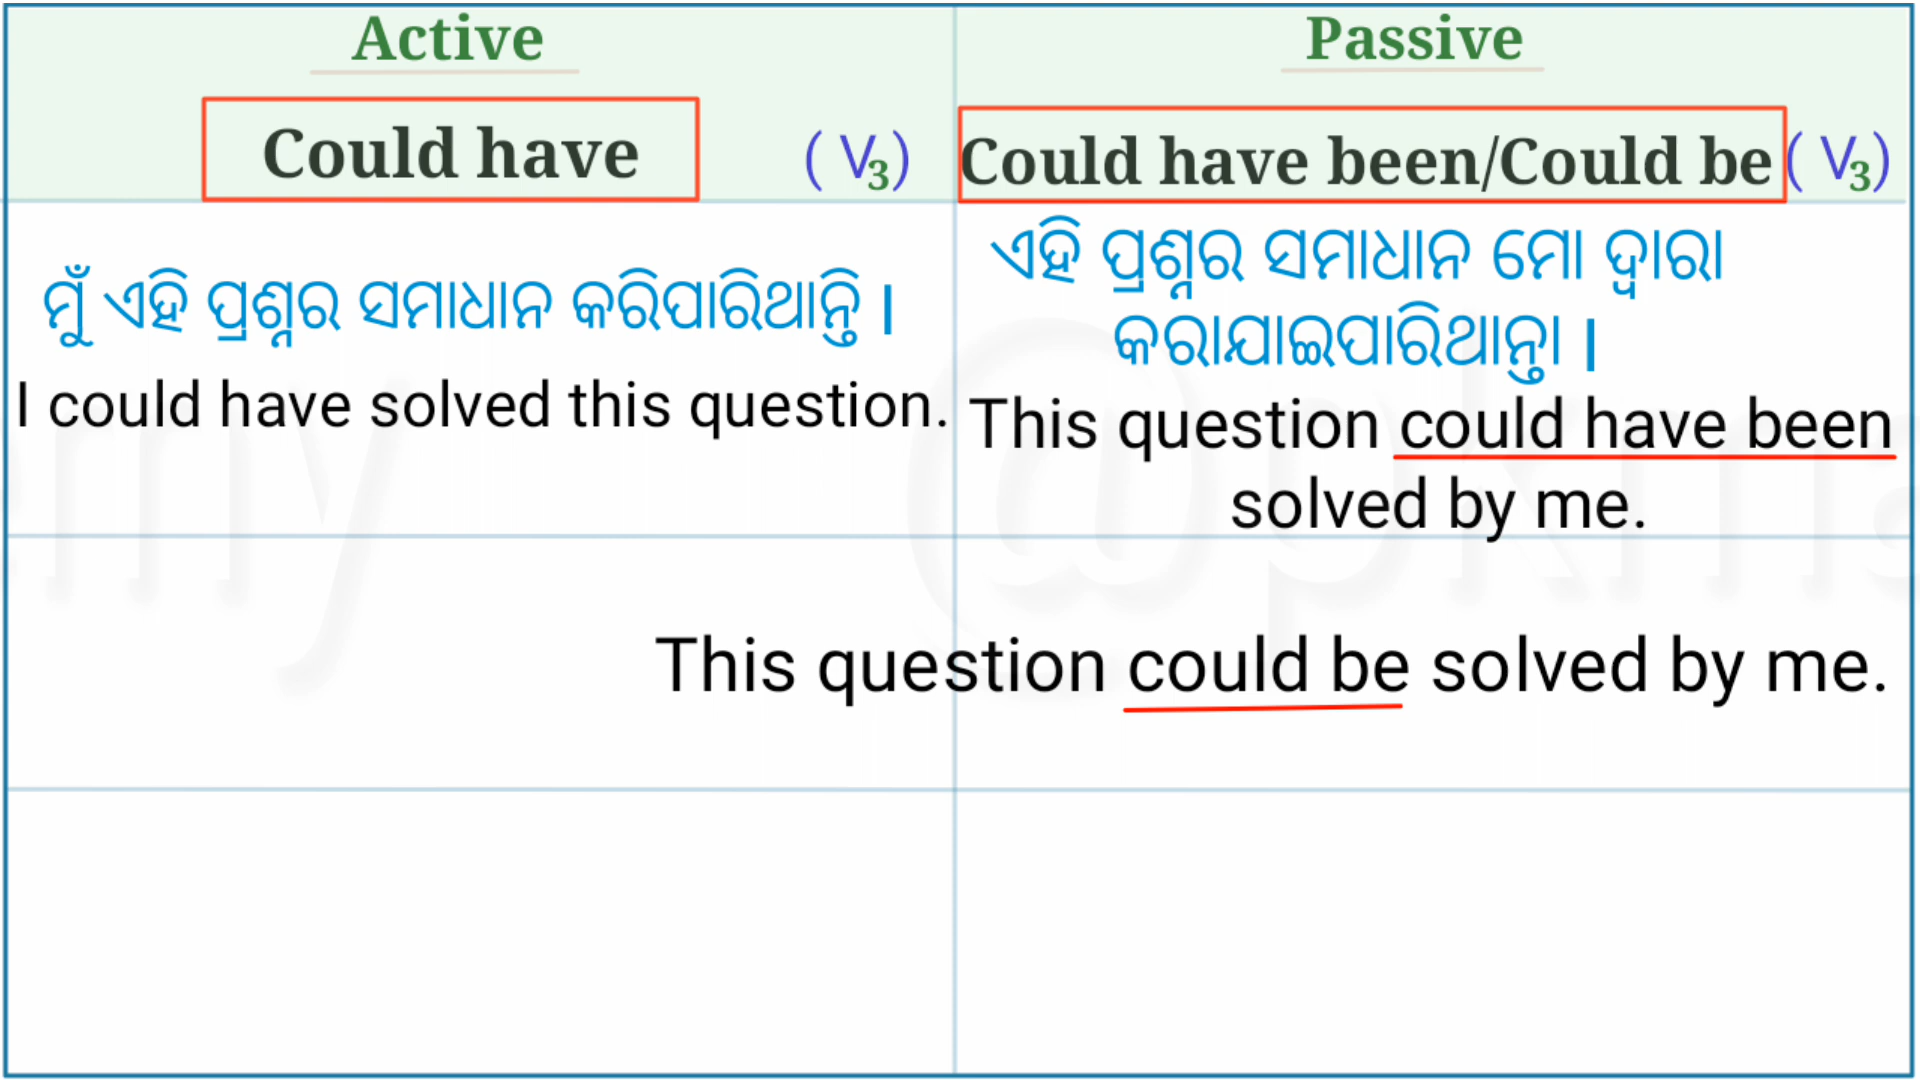 Active
Passive
Could have (V3)
Could have been/Could be (V3)
ମୁଁ ଏହି ପ୍ରଶ୍ନର ସମାଧାନ କରିପାରିଥାନ୍ତି |
I could have solved this question.
ଏହି ପ୍ରଶ୍ନର ସମାଧାନ ମୋ ଦ୍ୱାରା
କରାଯାଇପାରିଥାନ୍ତା |
This question could have been
solved by me.
This question could be solved by me.